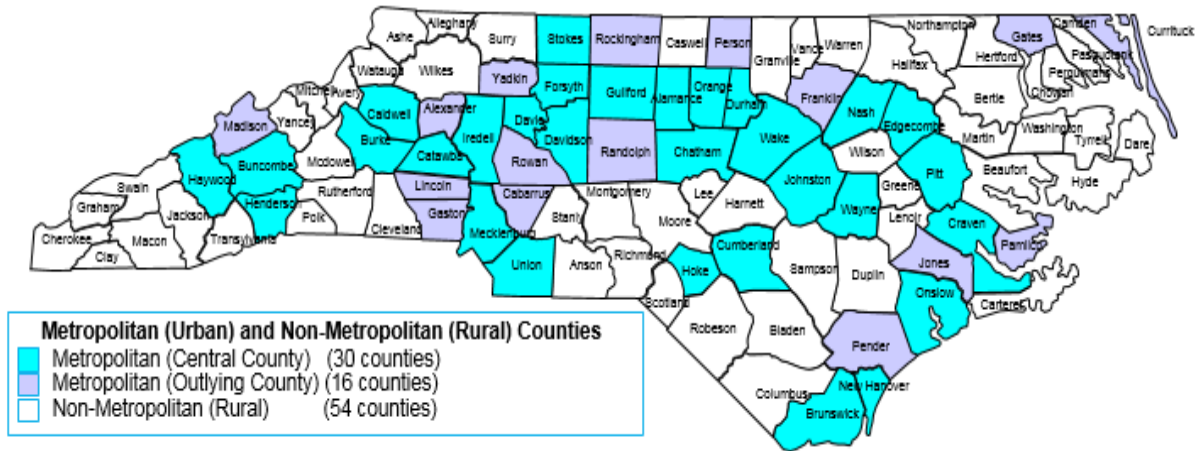 Ashe
Alleghany
Surry
Stokes
Rockingham
Caswell
Person
Granville
Vance
Warren
Northampton
Hertford
Gates
Camden
Currituck
Pasquotank
Perquimans
Chowan
Halifax
Bertie
Watauga
Wilkes
Yadkin
Forsyth
Guilford
Alamance
Orange
Durham
Franklin
Nash
Edgecombe
Martin
Washington
Tyrrell
Dare
Mitchell
Avery
Caldwell
Alexander
Iredell
Davie
Davidson
Randolph
Chatham
Wake
Wilson
Pitt
Beaufort
Hyde
Madison
Yancey
Burke
Catawba
Rowan
Haywood
Buncombe
Mcdowell
Lincoln
Cabarrus
Montgomery
Lee
Harnett
Johnston
Greene
Wayne
Lenoir
Craven
Pamlico
Swain
Graham
Jackson
Henderson
Rutherford
Polk
Cleveland
Gaston
Mecklenburg
Stanly
Moore
Cherokee
Macon
Clay
Transylvania
Union
Anson
Richmond
Hoke
Cumberland
Sampson
Duplin
Jones
Onslow
Carteret
Scotland
Robeson
Bladen
Pender
Columbus
New Hanover
Brunswick
Metropolitan (Urban) and Non-Metropolitan (Rural) Counties
Metropolitan (Central County) (30 counties)
Metropolitan (Outlying County) (16 counties)
Non-Metropolitan (Rural) (54 counties)